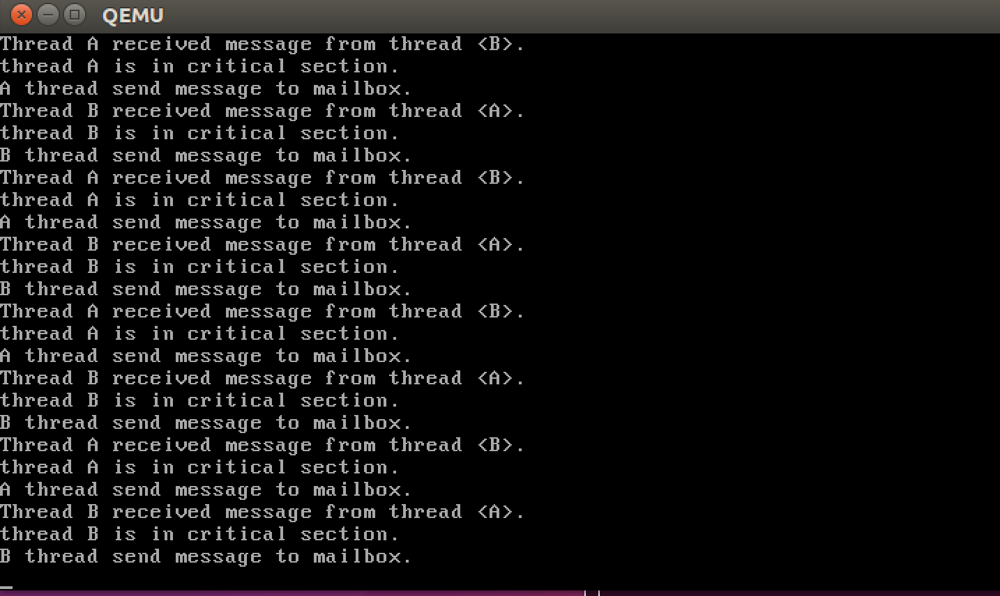 QEMU
Thread A received message from thread <B>.
thread A is in critical section.
A thread send message to mailbox.
Thread B received message from thread <A>.
thread B is in critical section.
B thread send message to mailbox.
Thread A received message from thread <B>.
thread A is in critical section.
A thread send message to mailbox.
Thread B received message from thread <A>.
thread B is in critical section.
B thread send message to mailbox.
Thread A received message from thread <B>.
thread A is in critical section.
A thread send message to mailbox.
Thread B received message from thread <A>.
thread B is in critical section.
B thread send message to mailbox.
Thread A received message from thread <B>.
thread A is in critical section.
A thread send message to mailbox.
Thread B received message from thread <A>.
thread B is in critical section.
B thread send message to mailbox.